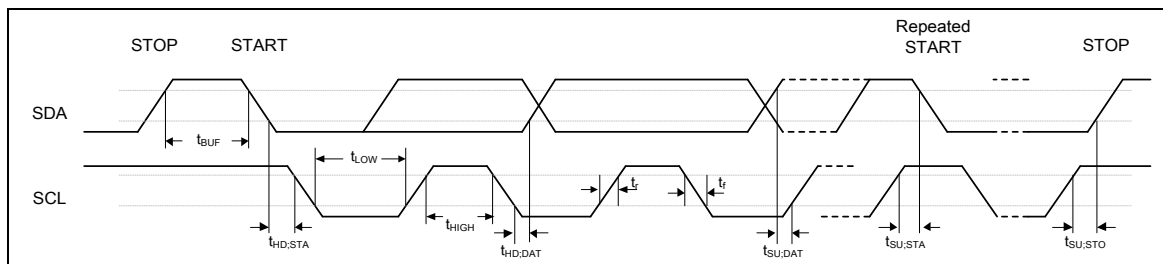 STOP
START
Repeated
START
STOP
SDA
tBUF
tLOW
SCL
tr
tf
tHIGH
tHD;STA
tHD;DAT
tSU;DAT
tSU;STA
tSU;STO